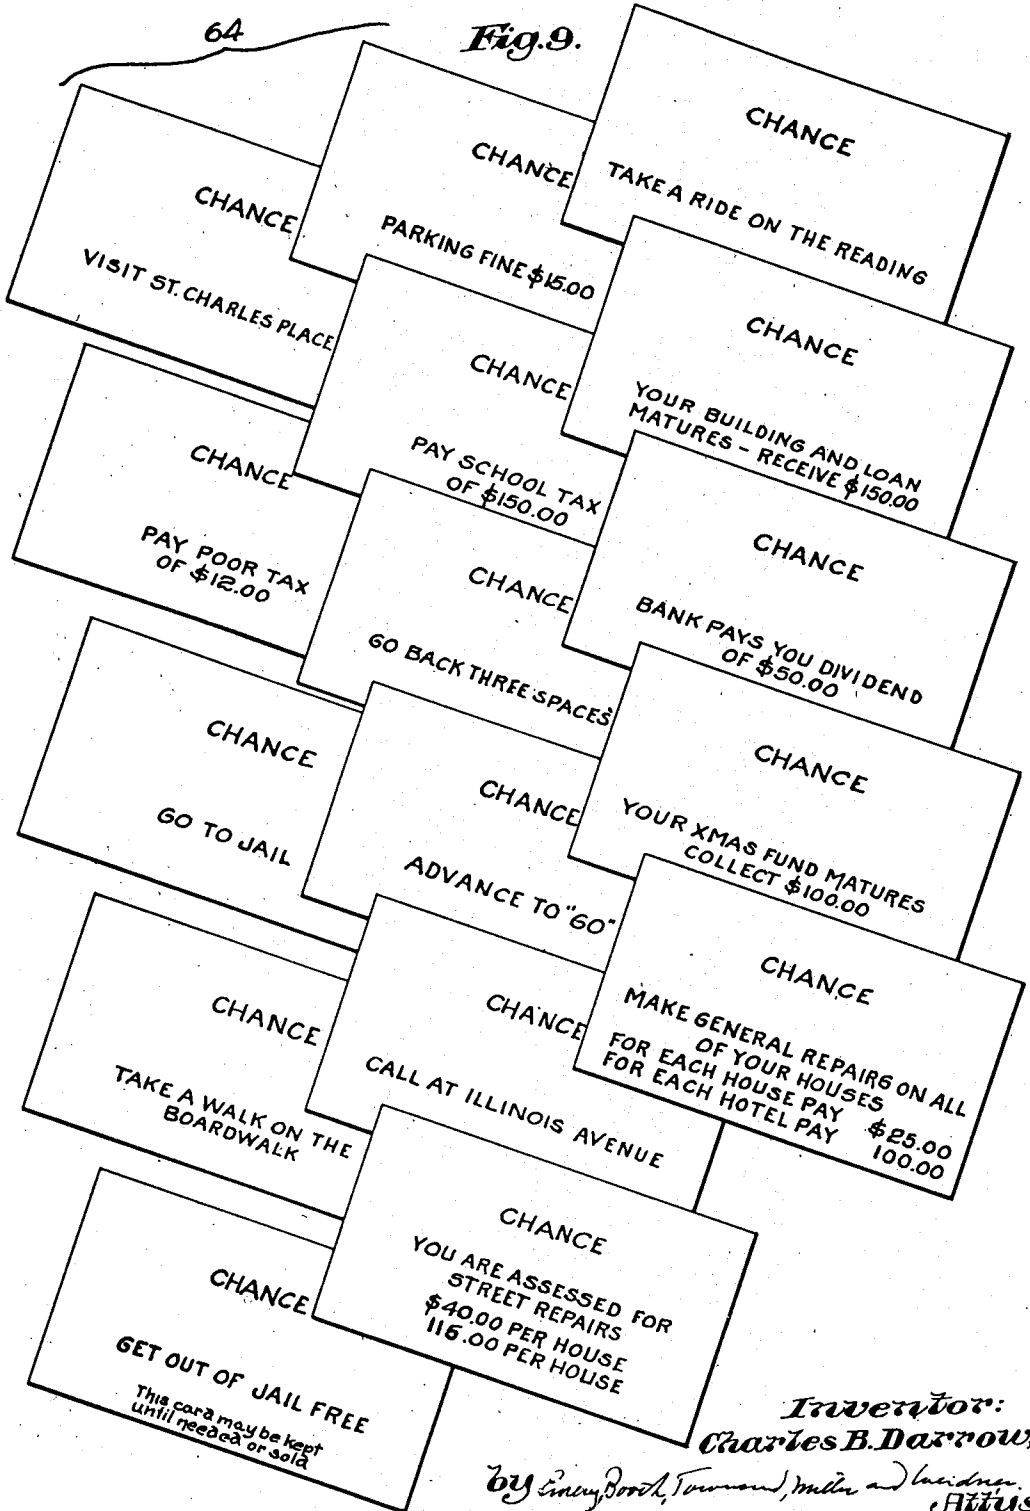 64
Fig.9.
CHANCE
VISIT ST. CHARLES PLACE
CHANCE
PAY POOR TAX
OF $12.00
CHANCE
GO TO JAIL
CHANCE
TAKE A WALK ON THE
BOARDWALK
CHANCE
GET OUT OF JAIL FREE
This card may be kept
until needed or sold
CHANCE
PARKING FINE $15.00
CHANCE
PAY SCHOOL TAX
OF $150.00
CHANCE
GO BACK THREE SPACES
CHANCE
ADVANCE TO "GO"
CHANCE
CALL AT ILLINOIS AVENUE
CHANCE
YOU ARE ASSESSED FOR
STREET REPAIRS
$40.00 PER HOUSE
115.00 PER HOUSE
CHANCE
TAKE A RIDE ON THE READING
CHANCE
YOUR BUILDING AND LOAN
MATURES - RECEIVE $150.00
CHANCE
BANK PAYS YOU DIVIDEND
OF $50.00
CHANCE
YOUR XMAS FUND MATURES
COLLECT $100.00
CHANCE
MAKE GENERAL REPAIRS ON ALL
OF YOUR HOUSES
FOR EACH HOUSE PAY $25.00
FOR EACH HOTEL PAY 100.00
Inventor:
Charles B. Darrow,
by Emery, Booth, Townsend, Miller and Weidner
Attys